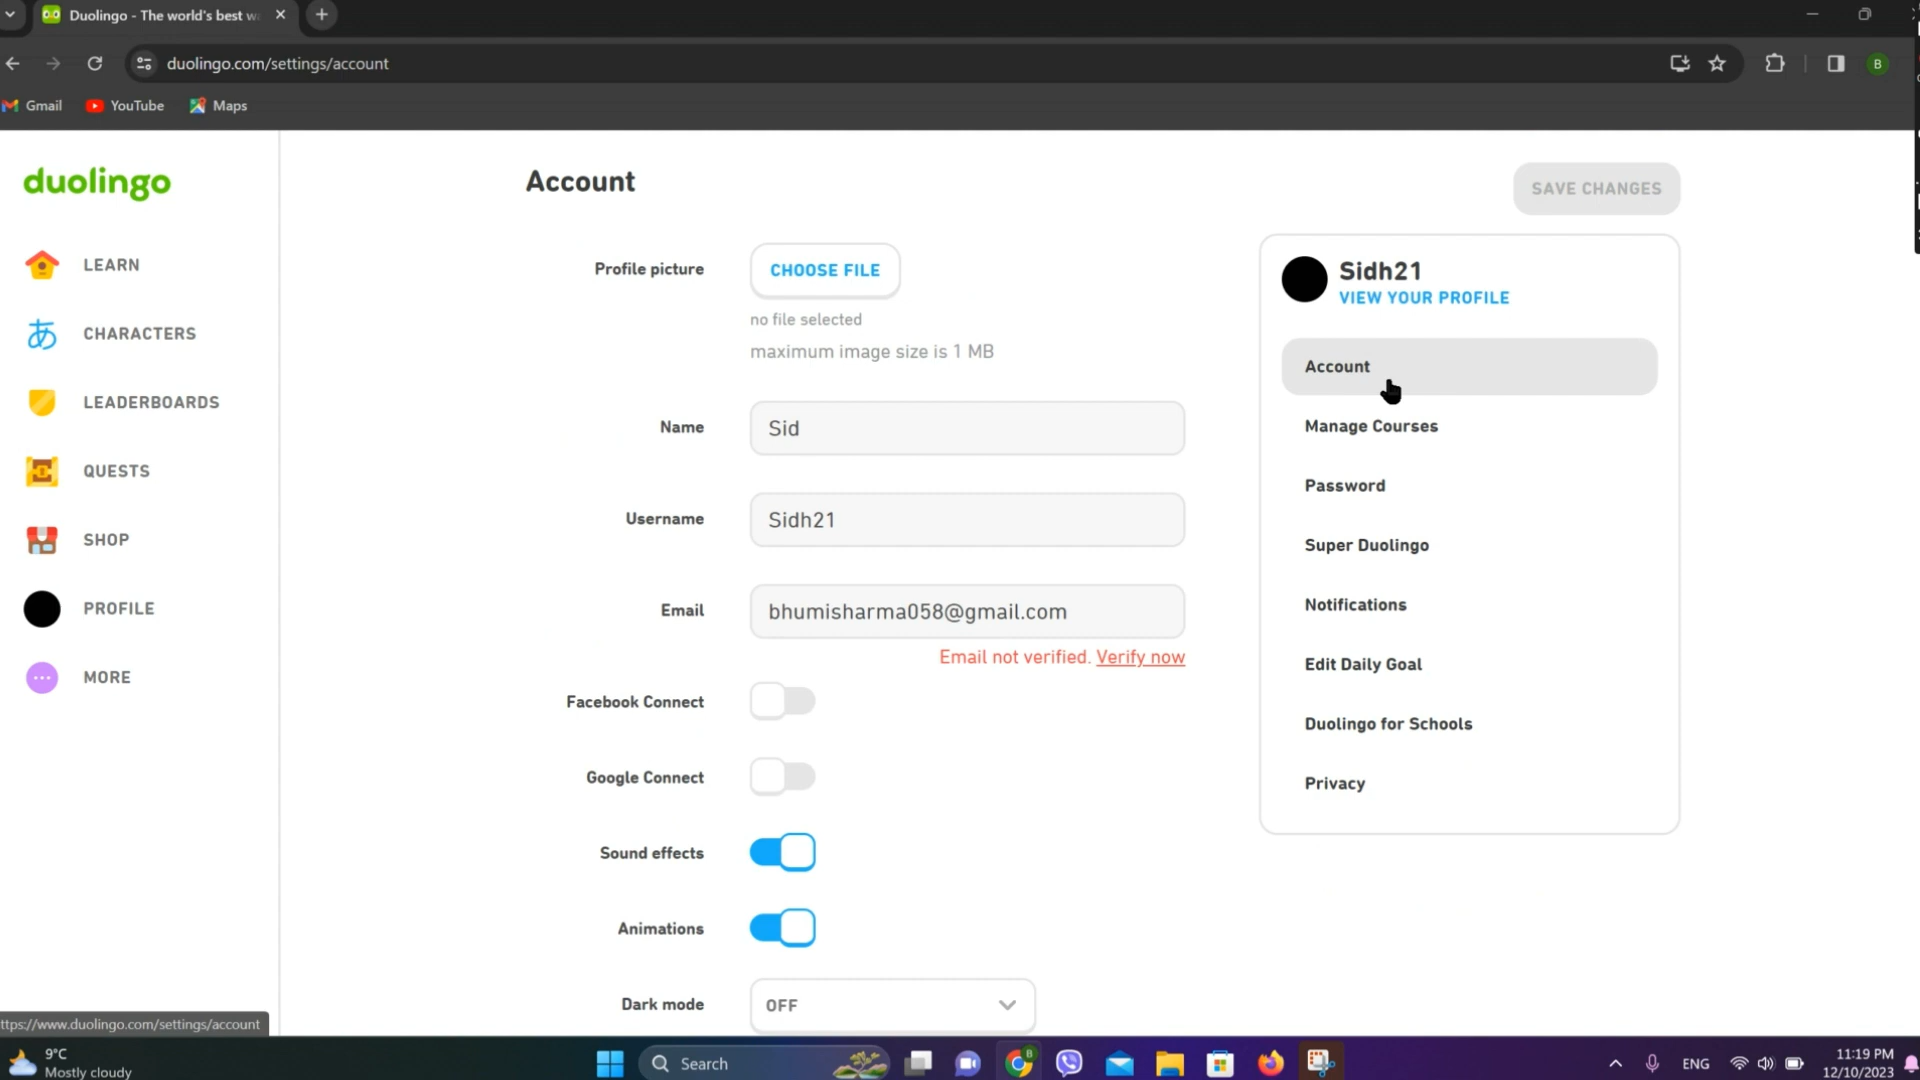 Duolingo - The world's best w
duolingo.com/settings/account
B
Gmail
YouTube
Maps
duolingo
LEARN
あ
CHARACTERS
LEADERBOARDS
QUESTS
SHOP
PROFILE
MORE
Account
SAVE CHANGES
Profile picture
CHOOSE FILE
no file selected
maximum image size is 1 MB
Name
Sid
Username
Sidh21
Email
bhumisharma058@gmail.com
Email not verified. Verify now
Facebook Connect
Google Connect
Sound effects
Animations
Dark mode
OFF
Sidh21
VIEW YOUR PROFILE
Account
Manage Courses
Password
Super Duolingo
Notifications
Edit Daily Goal
Duolingo for Schools
Privacy
ttps://www.duolingo.com/settings/account
9°C
Mostly cloudy
Search
B
ENG
11:19 PM
12/10/2023